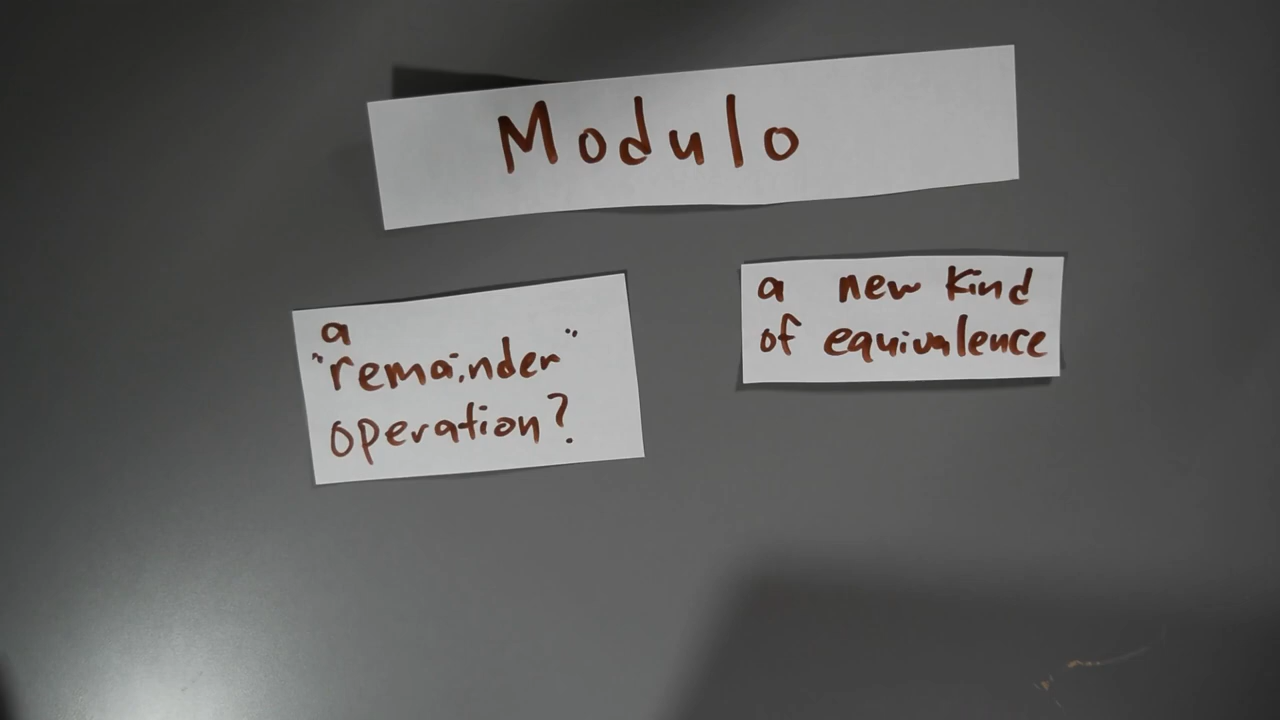 Modulo
a
"remainder"
operation?
a new kind
of equivalence